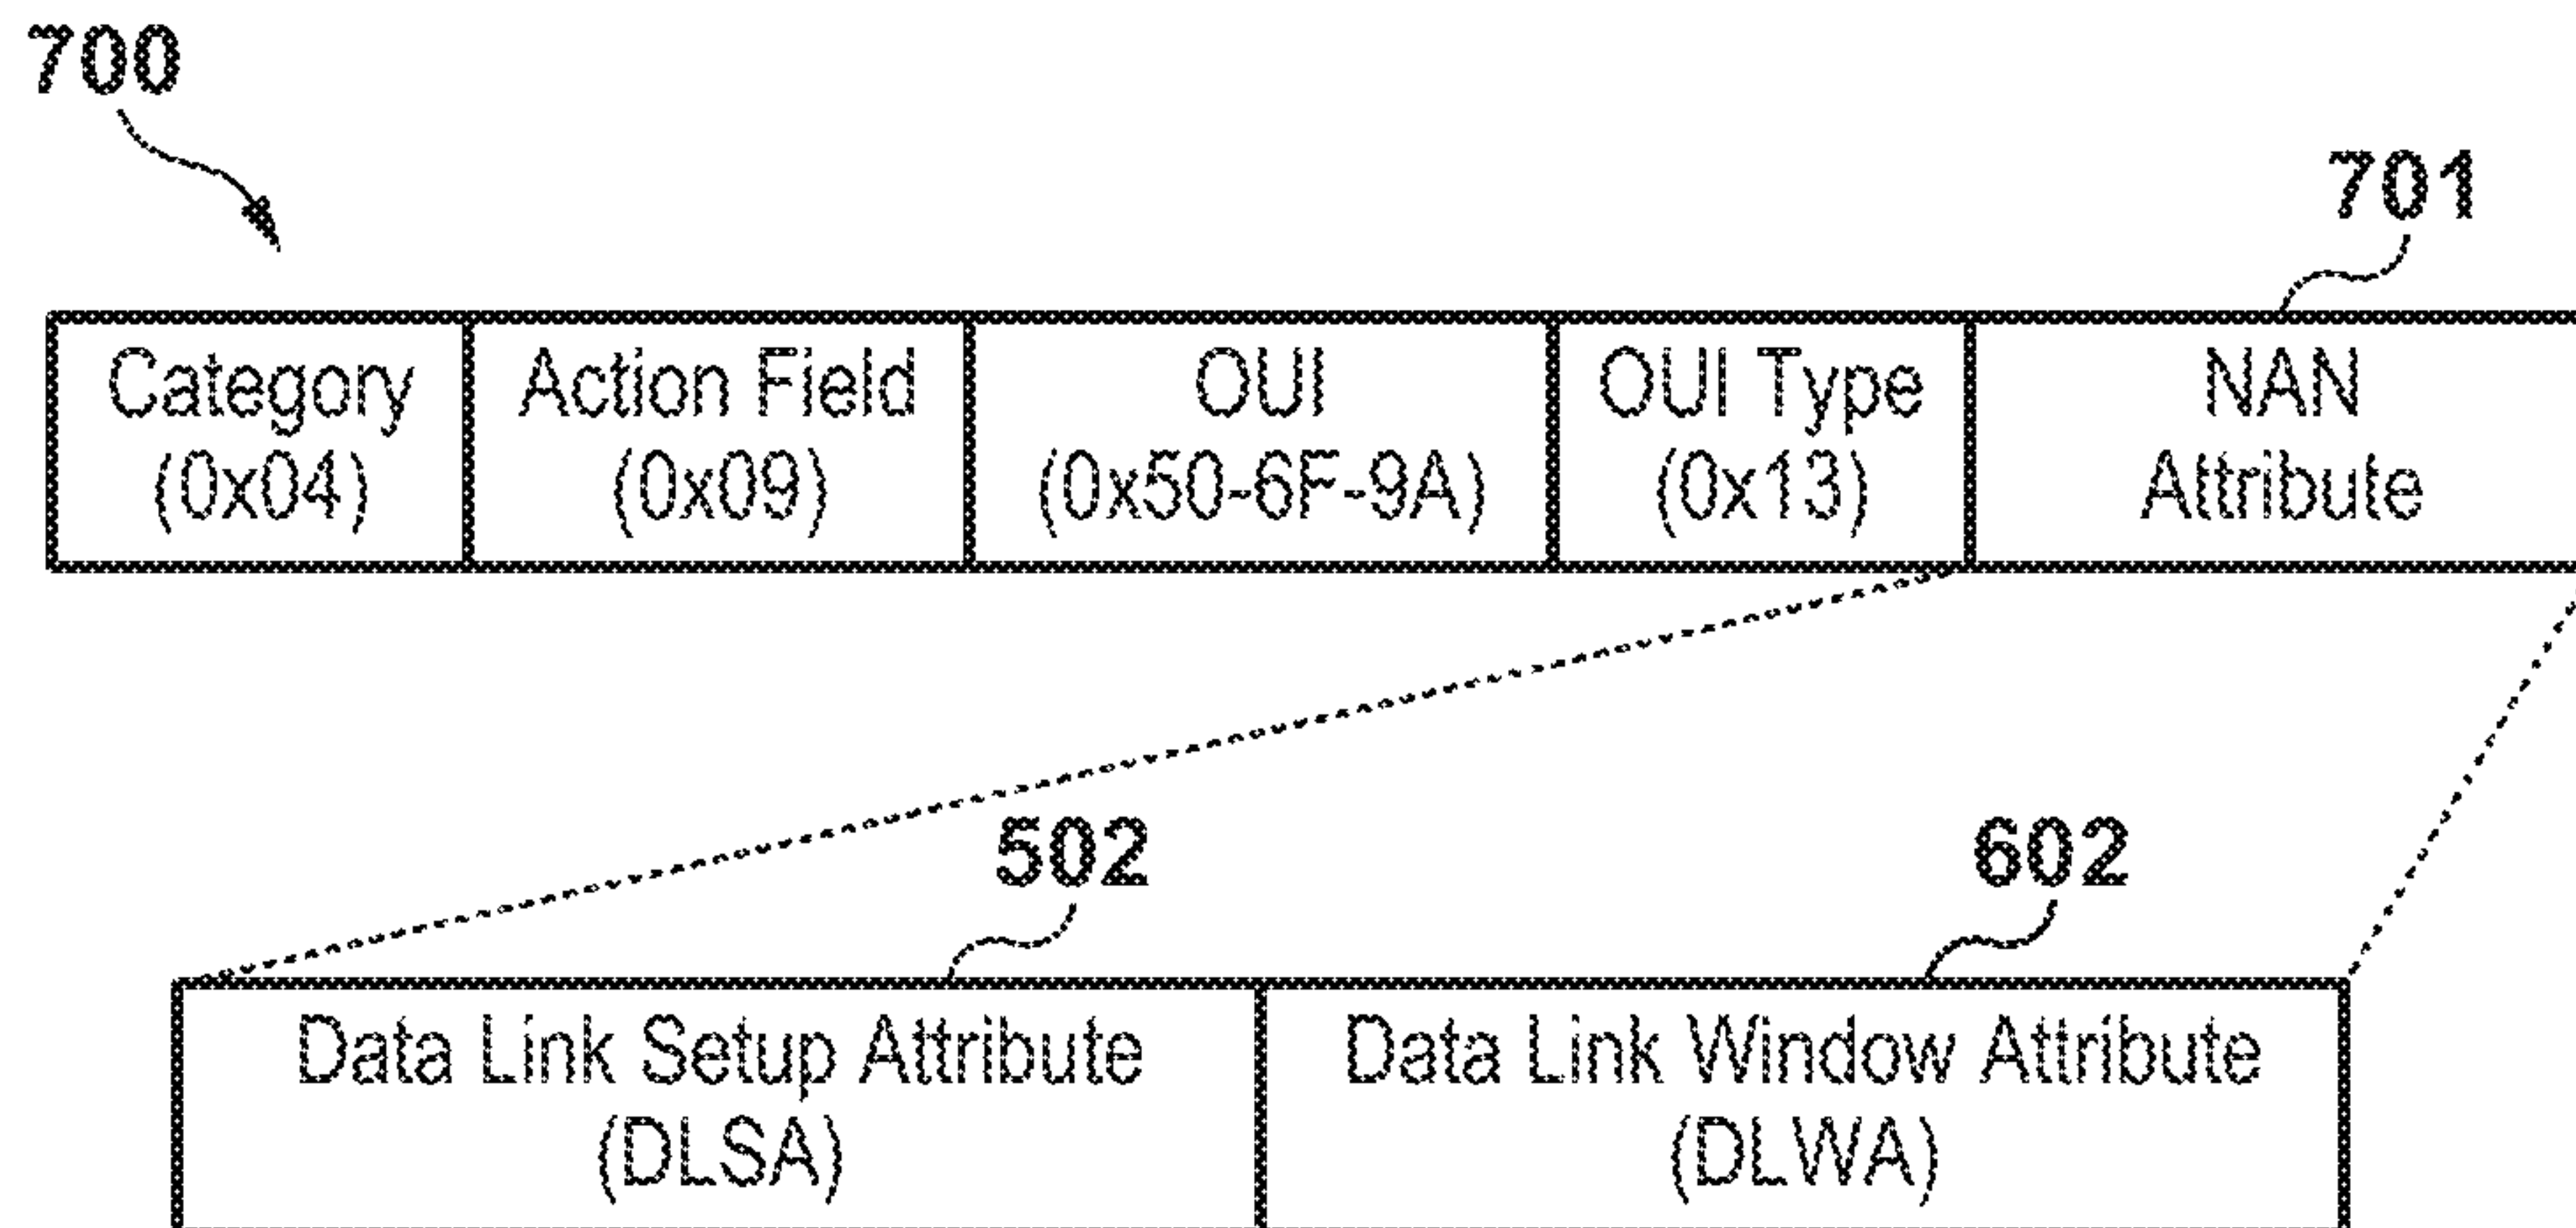 700
701
Category Action Field OUI OUI Type NAN
(0x04) (0x09) (0x50-6F-9A) (0x13) Attribute
502 602
Data Link Setup Attribute Data Link Window Attribute
(DLSA) (DLWA)